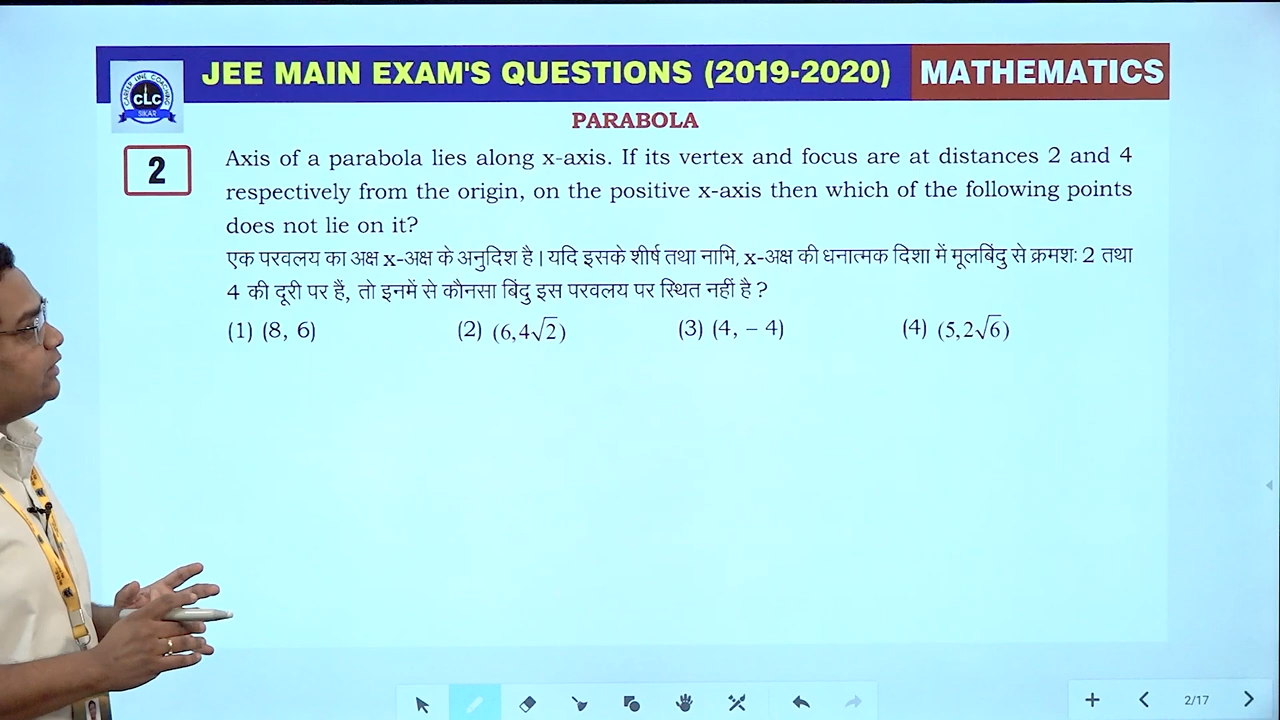 JEE MAIN EXAM'S QUESTIONS (2019-2020) MATHEMATICS
CAREER LINE COACHING
CLC
SIKAR
PARABOLA
2
Axis of a parabola lies along x-axis. If its vertex and focus are at distances 2 and 4
respectively from the origin, on the positive x-axis then which of the following points
does not lie on it?
एक परवलय का अक्ष x-अक्ष के अनुदिश है। यदि इसके शीर्ष तथा नाभि, x-अक्ष की धनात्मक दिशा में मूलबिंदु से क्रमशः 2 तथा
4 की दूरी पर हैं, तो इनमें से कौनसा बिंदु इस परवलय पर स्थित नहीं है ?
(1) (8, 6) (2) (6,4√2) (3) (4, – 4) (4) (5,2√6)
2/17